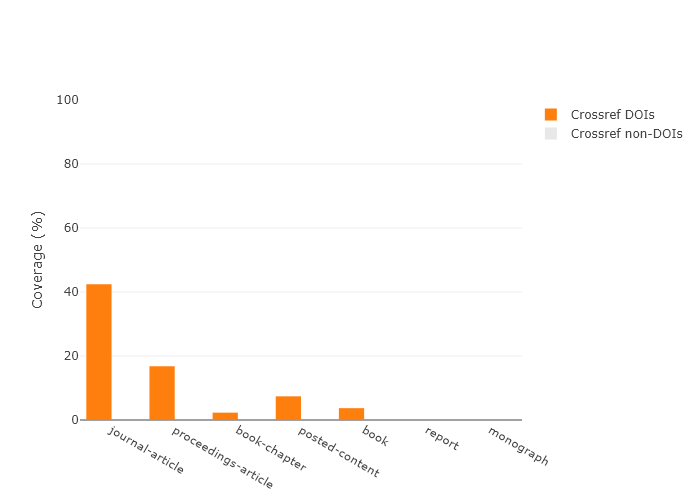 100
80
60
40
20
0
Coverage (%)
journal-article
proceedings-article
book-chapter
posted-content
book
report
monograph
Crossref DOIs
Crossref non-DOIs